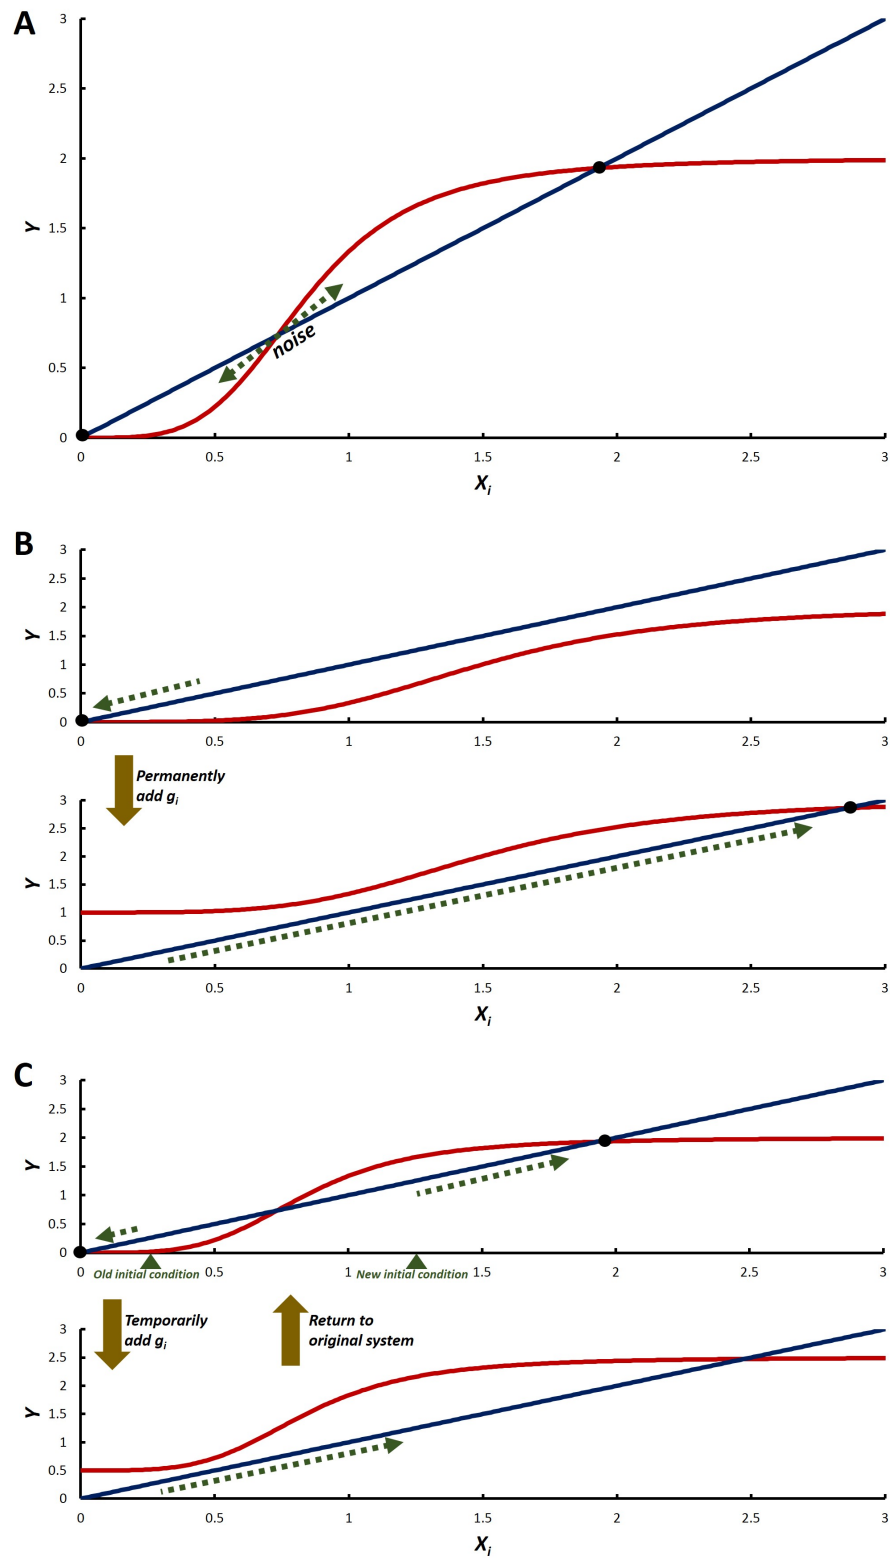 A
3
2.5
2
1.5
1
0.5
0
Y
noise
0 0.5 1 1.5 2 2.5 3
Xi
B
3
2.5
2
1.5
1
0.5
0
Y
0 0.5 1 1.5 2 2.5 3
Permanently
add gi
3
2.5
2
1.5
1
0.5
0
Y
0 0.5 1 1.5 2 2.5 3
Xi
C
3
2.5
2
1.5
1
0.5
0
Y
0 0.5 1 1.5 2 2.5 3
Old initial condition
New initial condition
Temporarily
add gi
Return to
original system
3
2.5
2
1.5
1
0.5
0
Y
0 0.5 1 1.5 2 2.5 3
Xi